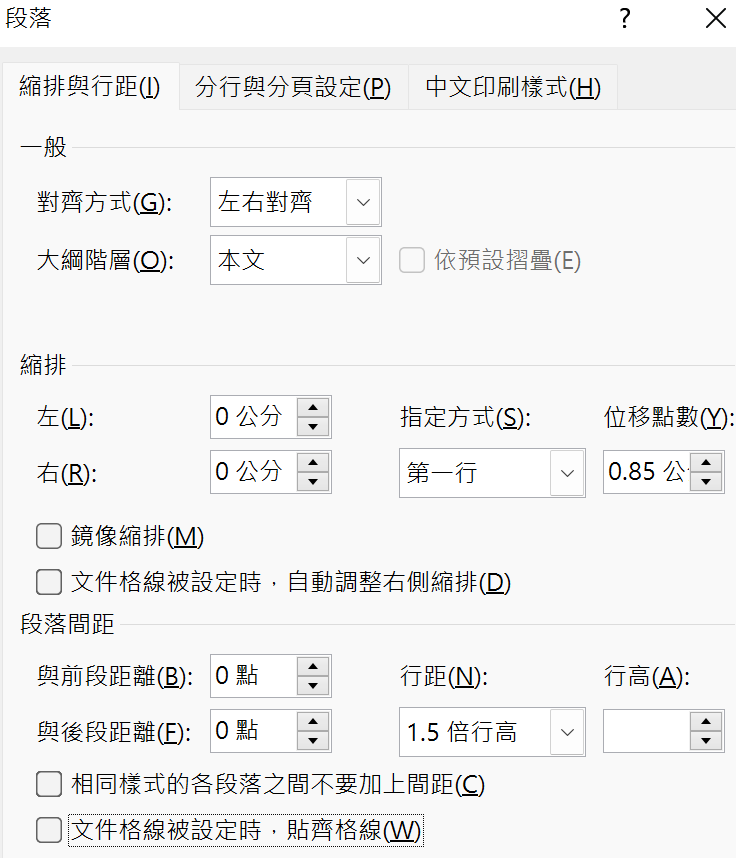 段落 ?
縮排與行距(I) 分行與分頁設定(P) 中文印刷樣式(H)
一般
對齊方式(G): 左右對齊
大綱階層(O): 本文 依預設摺疊(E)
縮排
左(L): 0 公分 指定方式(S): 位移點數(Y):
右(R): 0 公分 第一行 0.85 公
鏡像縮排(M)
文件格線被設定時，自動調整右側縮排(D)
段落間距
與前段距離(B): 0 點 行距(N): 行高(A):
與後段距離(F): 0 點 1.5 倍行高
相同樣式的各段落之間不要加上間距(C)
文件格線被設定時，貼齊格線(W)